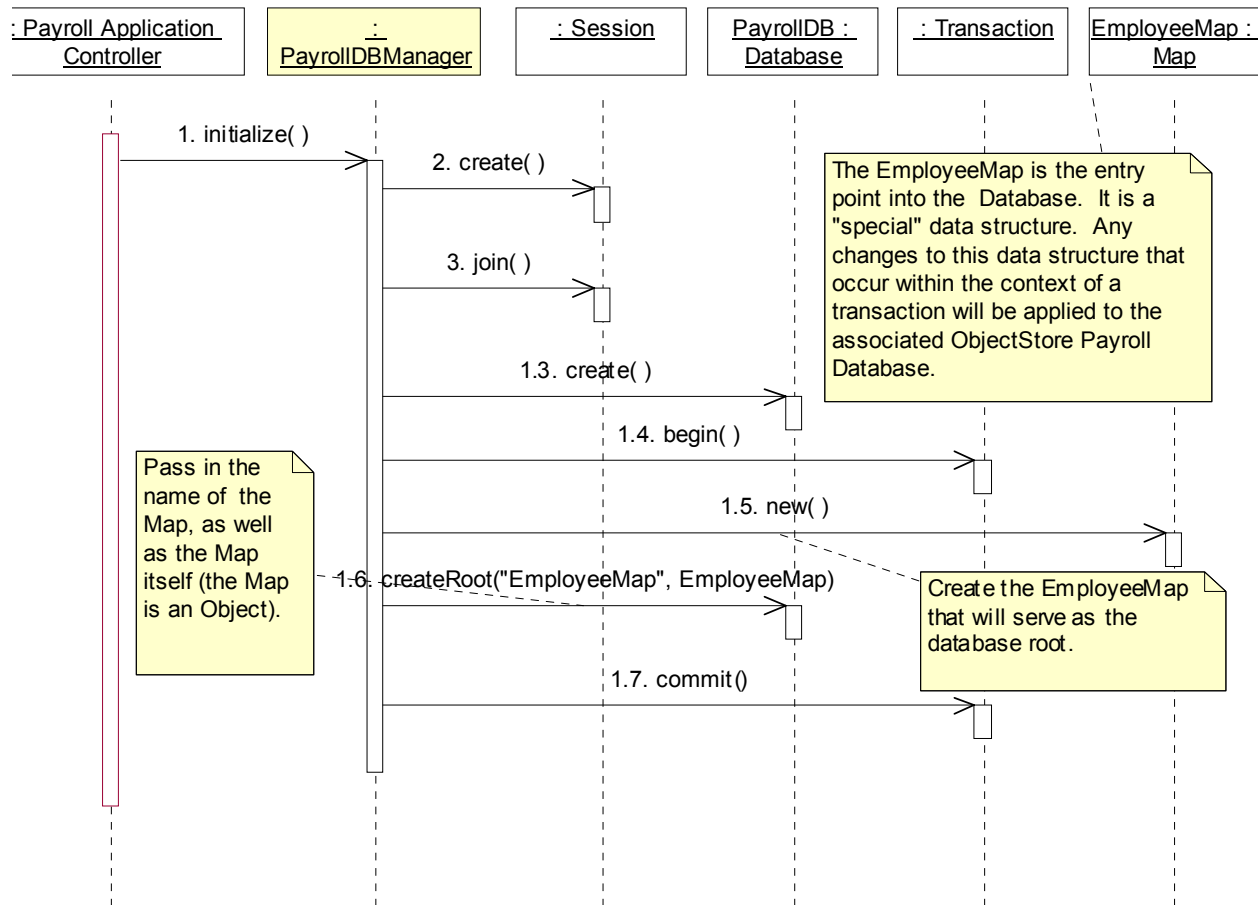 : Payroll Application
Controller
:
PayrollDBManager
: Session
PayrollDB :
Database
: Transaction
EmployeeMap :
Map
1. initialize( )
2. create( )
The EmployeeMap is the entry
point into the  Database.  It is a
"special" data structure.  Any
changes to this data structure that
occur within the context of a
transaction will be applied to the
associated ObjectStore Payroll
Database.
3. join( )
1.3. create( )
1.4. begin( )
Pass in the
name of  the
Map, as well
as the Map
itself (the Map
is an Object).
1.5. new( )
1.6. createRoot("EmployeeMap", EmployeeMap)
Create the EmployeeMap
that will serve as the
database root.
1.7. commit()